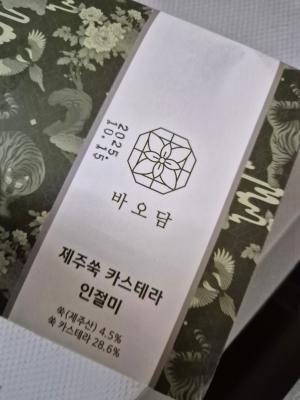 2025.
10.15.
바오담
제주쑥 카스테라
인절미
쑥(제주산) 4.5%
쑥 카스테라 28.6%